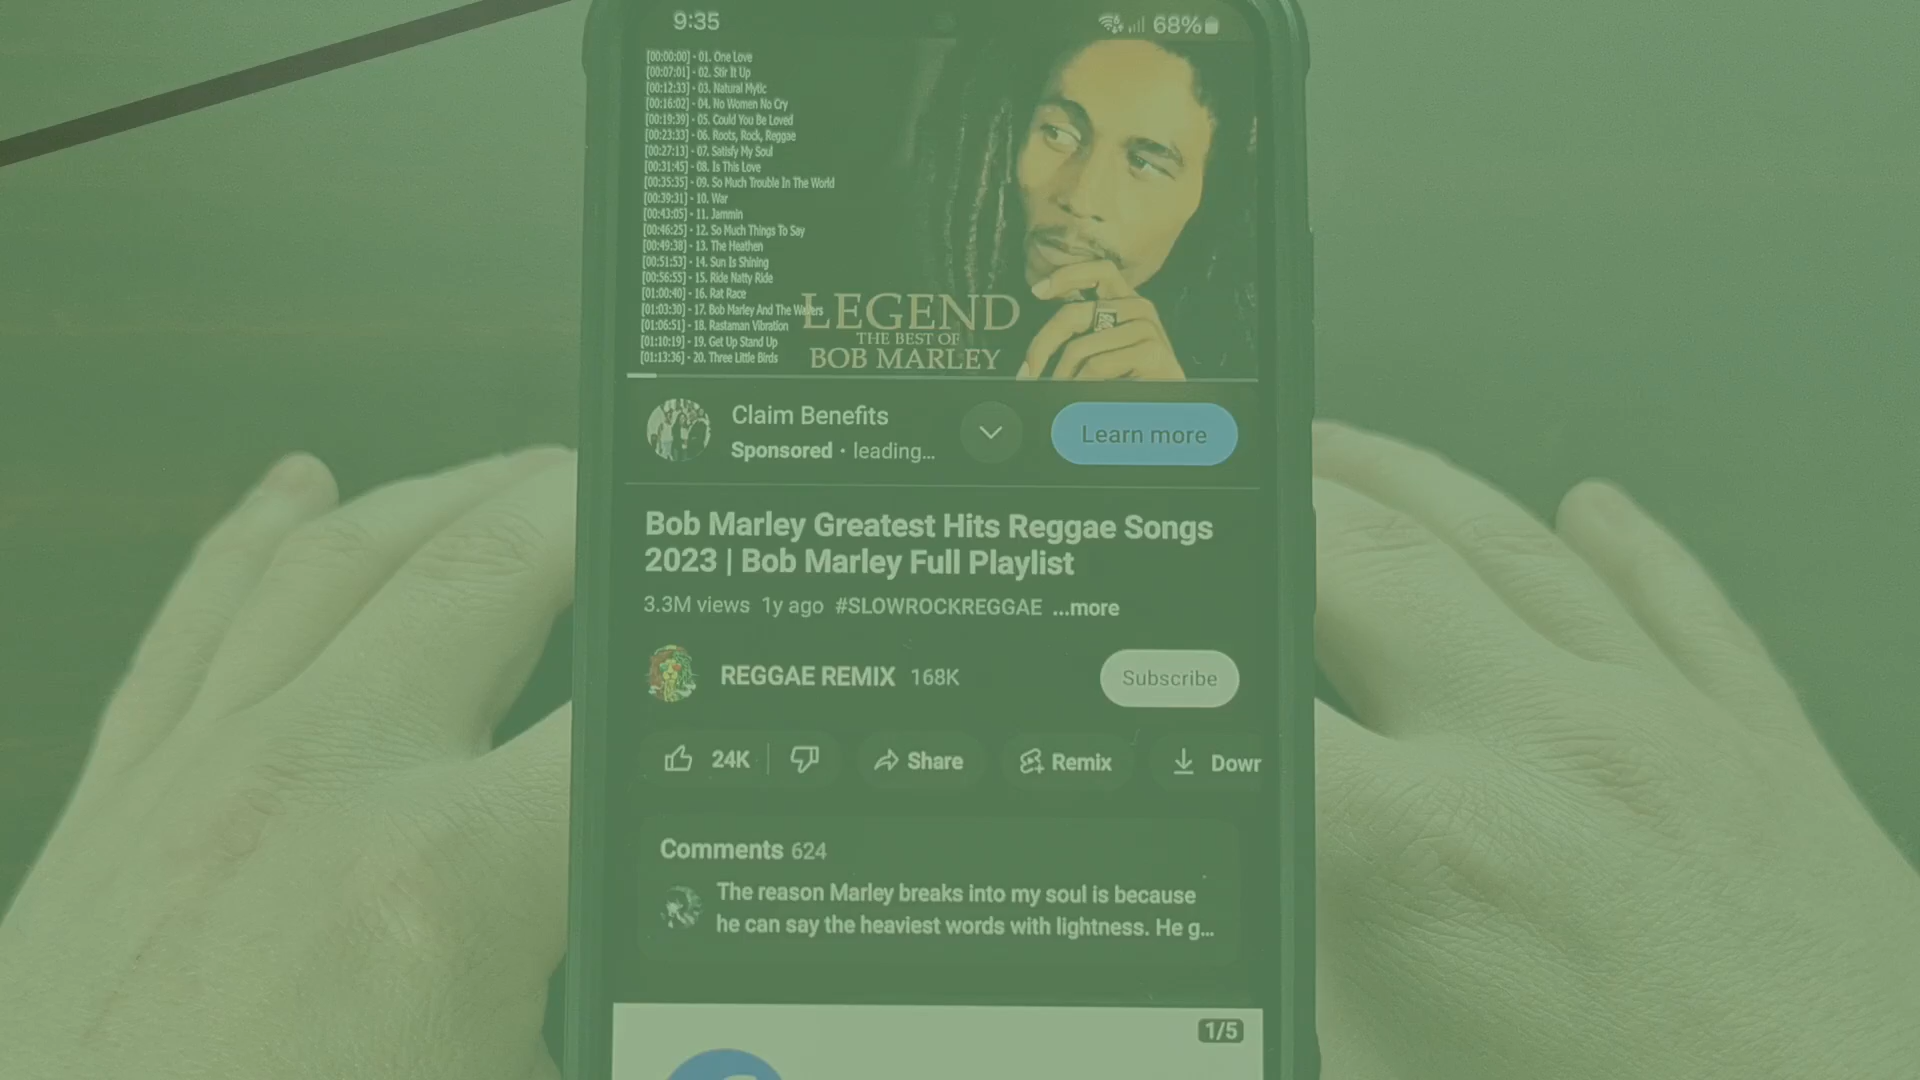 9:35
68%
[00:00:00] - 01. One Love
[00:07:01] - 02. Stir It Up
[00:12:33] - 03. Natural Mytic
[00:16:02] - 04. No Women No Cry
[00:19:39] - 05. Could You Be Loved
[00:23:33] - 06. Roots, Rock, Reggae
[00:27:13] - 07. Satisfy My Soul
[00:31:45] - 08. Is This Love
[00:35:35] - 09. So Much Trouble In The World
[00:39:31] - 10. War
[00:43:05] - 11. Jammin
[00:46:25] - 12. So Much Things To Say
[00:49:38] - 13. The Heathen
[00:51:53] - 14. Sun Is Shining
[00:56:55] - 15. Ride Natty Ride
[01:00:40] - 16. Rat Race
[01:03:30] - 17. Bob Marley And The Wailers
[01:06:51] - 18. Rastaman Vibration
[01:10:19] - 19. Get Up Stand Up
[01:13:36] - 20. Three Little Birds
LEGEND
THE BEST OF
BOB MARLEY
Claim Benefits
Sponsored · leading...
Learn more
Bob Marley Greatest Hits Reggae Songs
2023 | Bob Marley Full Playlist
3.3M views 1y ago #SLOWROCKREGGAE ...more
REGGAE REMIX 168K
Subscribe
24K
Share
Remix
Dowr
Comments 624
The reason Marley breaks into my soul is because
he can say the heaviest words with lightness. He g...
1/5